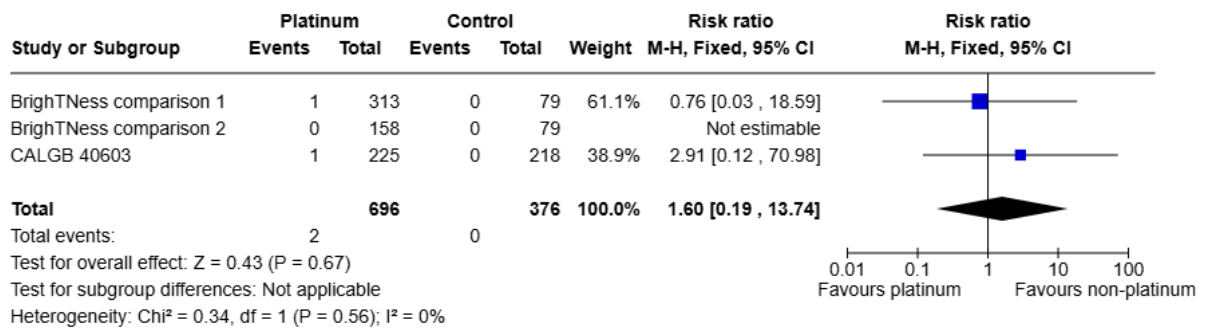 Platinum Control Risk ratio Risk ratio
Study or Subgroup Events Total Events Total Weight M-H, Fixed, 95% CI M-H, Fixed, 95% CI
BrighTNess comparison 1 1 313 0 79 61.1% 0.76 [0.03 , 18.59]
BrighTNess comparison 2 0 158 0 79 Not estimable
CALGB 40603 1 225 0 218 38.9% 2.91 [0.12 , 70.98]
Total 696 376 100.0% 1.60 [0.19 , 13.74]
Total events: 2 0
Test for overall effect: Z = 0.43 (P = 0.67)
0.01 0.1 1 10 100
Test for subgroup differences: Not applicable
Favours platinum Favours non-platinum
Heterogeneity: Chi² = 0.34, df = 1 (P = 0.56); I² = 0%